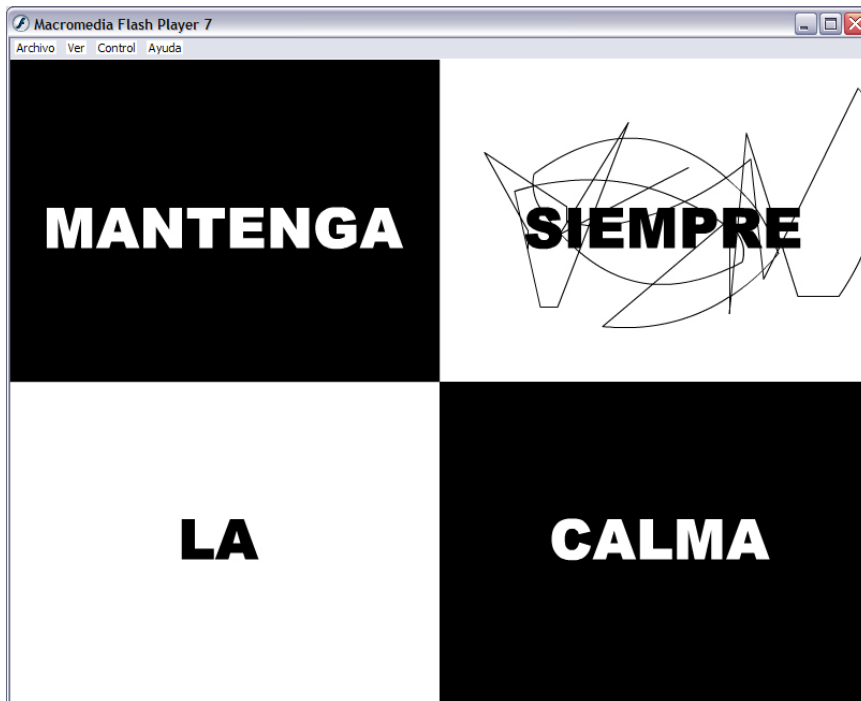 Macromedia Flash Player 7
Archivo Ver Control Ayuda
MANTENGA
SIEMPRE
LA
CALMA